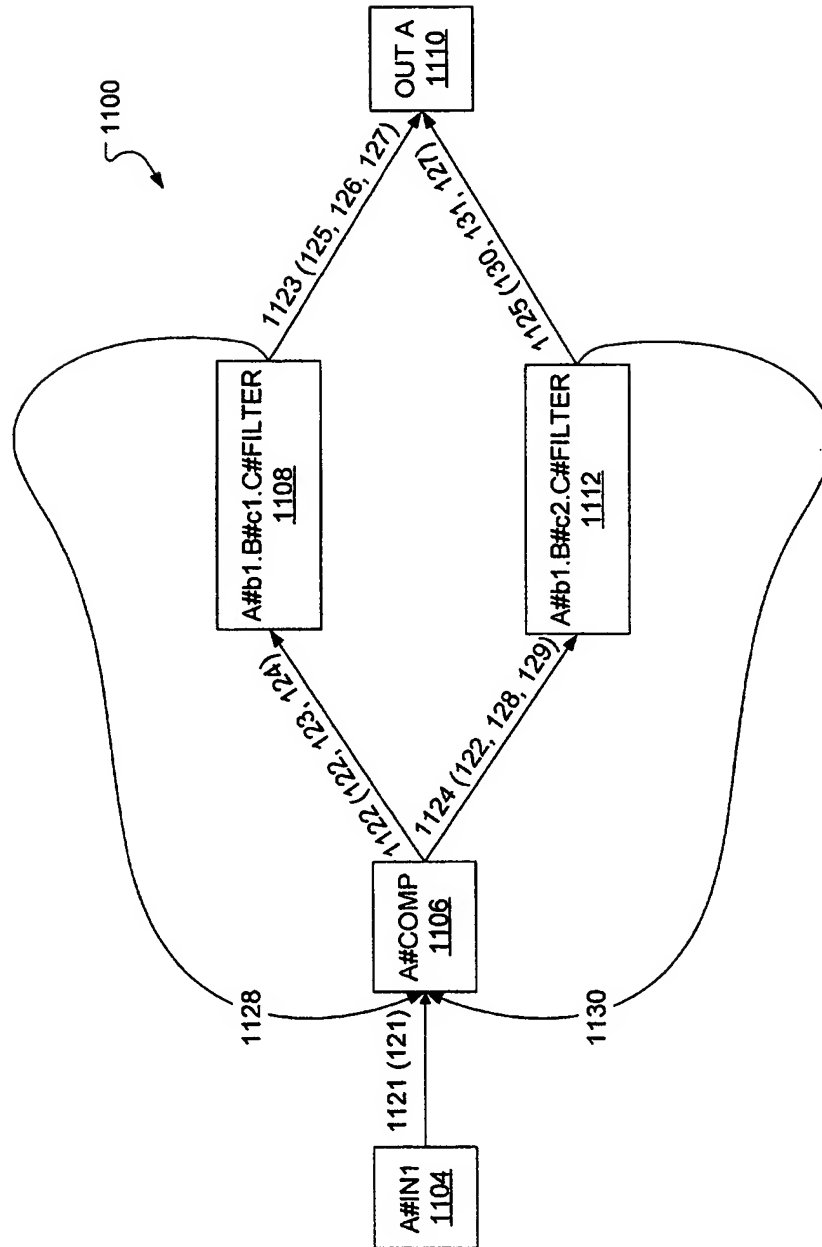 1100
A#IN1
1104
1121 (121)
A#COMP
1106
1128
1130
1122 (122, 123, 124)
1124 (122, 128, 129)
A#b1.B#c1.C#FILTER
1108
A#b1.B#c2.C#FILTER
1112
1123 (125, 126, 127)
1125 (130, 131, 127)
OUT A
1110